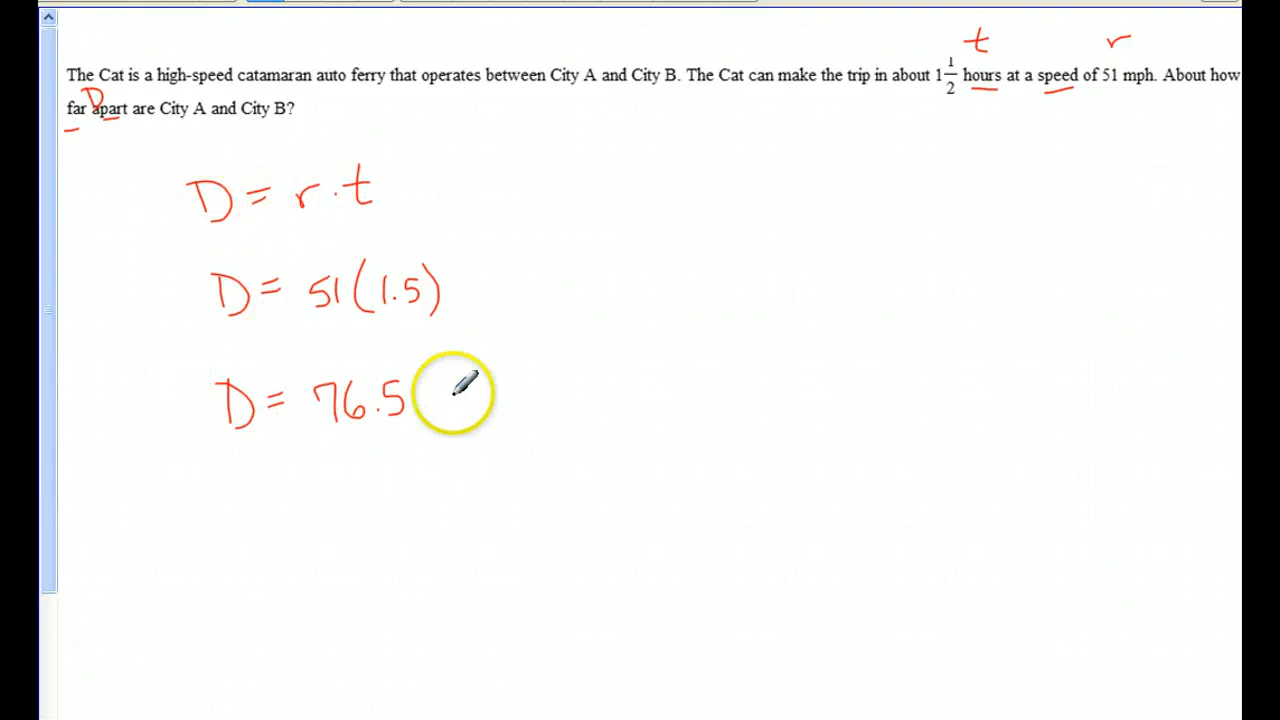 t r
The Cat is a high-speed catamaran auto ferry that operates between City A and City B. The Cat can make the trip in about 1 1/2 hours at a speed of 51 mph. About how
D
far apart are City A and City B?
D = r · t
D = 51(1.5)
D = 76.5